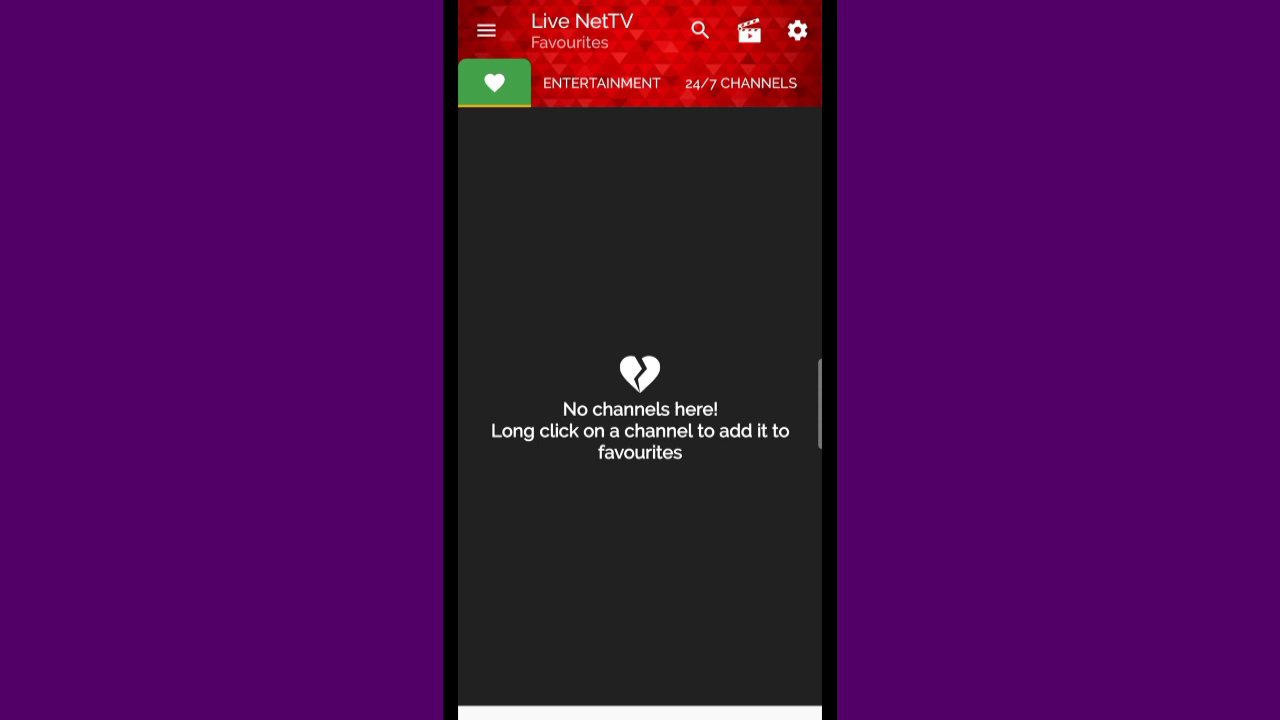 Live NetTV
Favourites
ENTERTAINMENT
24/7 CHANNELS
No channels here!
Long click on a channel to add it to
favourites